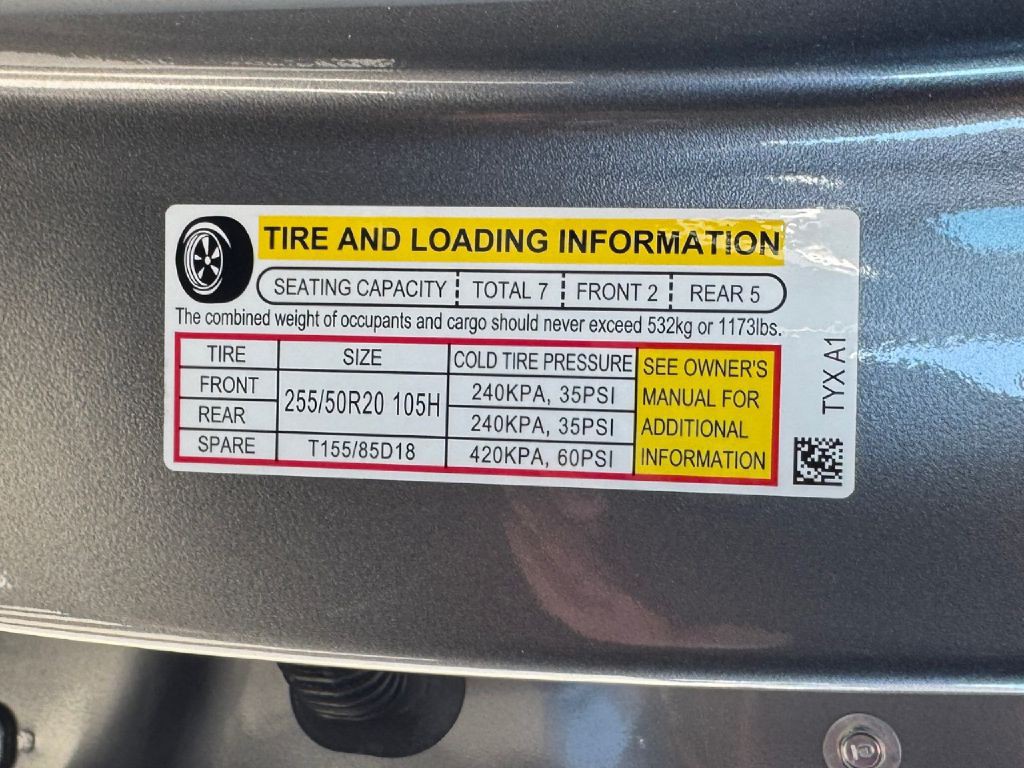 TIRE AND LOADING INFORMATION
SEATING CAPACITY TOTAL 7 FRONT 2 REAR 5
The combined weight of occupants and cargo should never exceed 532kg or 1173lbs.
TIRE SIZE COLD TIRE PRESSURE
FRONT 255/50R20 105H 240KPA, 35PSI
REAR 240KPA, 35PSI
SPARE T155/85D18 420KPA, 60PSI
SEE OWNER'S
MANUAL FOR
ADDITIONAL
INFORMATION
TYX A1